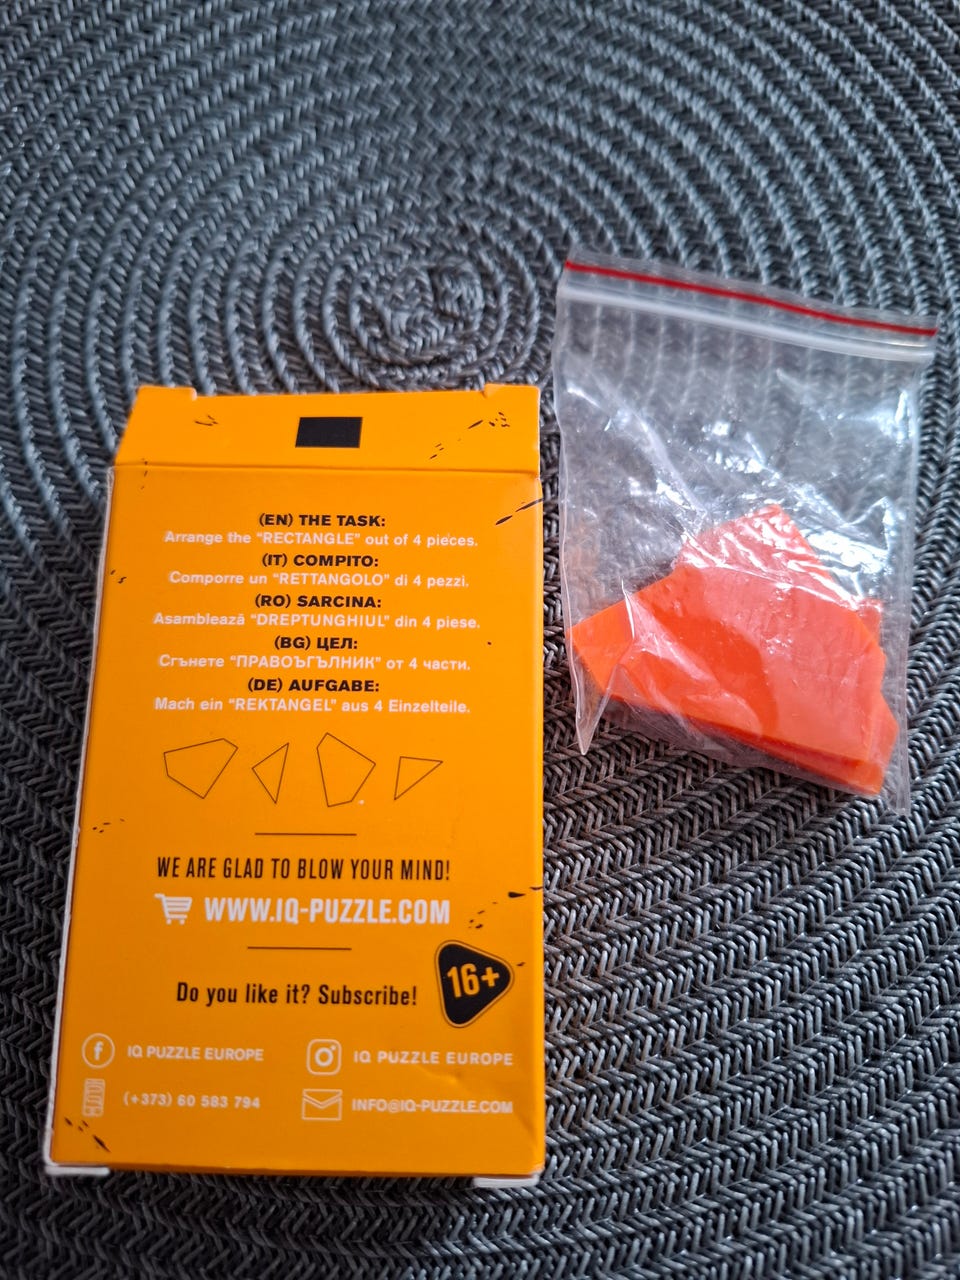 (EN) THE TASK:
Arrange the "RECTANGLE" out of 4 pieces.
(IT) COMPITO:
Comporre un "RETTANGOLO" di 4 pezzi.
(RO) SARCINA:
Asamblează "DREPTUNGHIUL" din 4 piese.
(BG) ЦЕЛ:
Сгънете "ПРАВОЪГЪЛНИК" от 4 части.
(DE) AUFGABE:
Mach ein "REKTANGEL" aus 4 Einzelteile.
WE ARE GLAD TO BLOW YOUR MIND!
WWW.IQ-PUZZLE.COM
16+
Do you like it? Subscribe!
IQ PUZZLE EUROPE
IQ PUZZLE EUROPE
(+373) 60 583 794
INFO@IQ-PUZZLE.COM